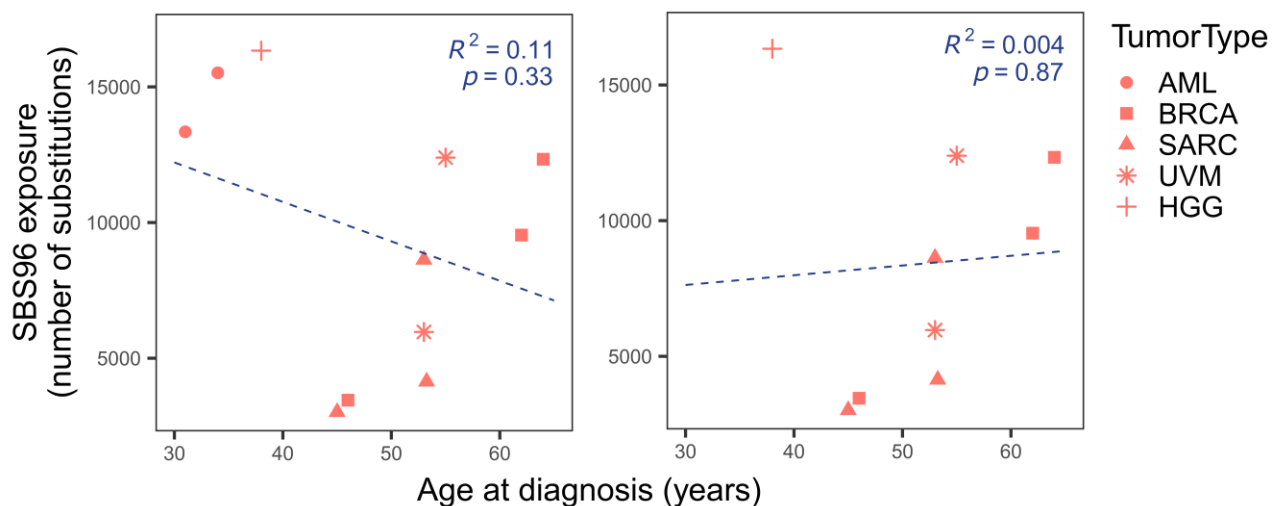 SBS96 exposure
(number of substitutions)
15000
10000
5000
R² = 0.11
p = 0.33
30 40 50 60
15000
10000
5000
R² = 0.004
p = 0.87
30 40 50 60
Age at diagnosis (years)
TumorType
AML
BRCA
SARC
UVM
HGG